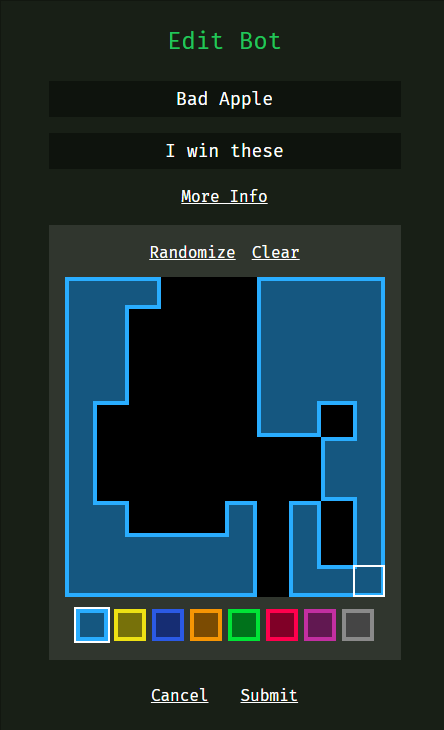 Edit Bot
Bad Apple
I win these
More Info
Randomize Clear
Cancel Submit